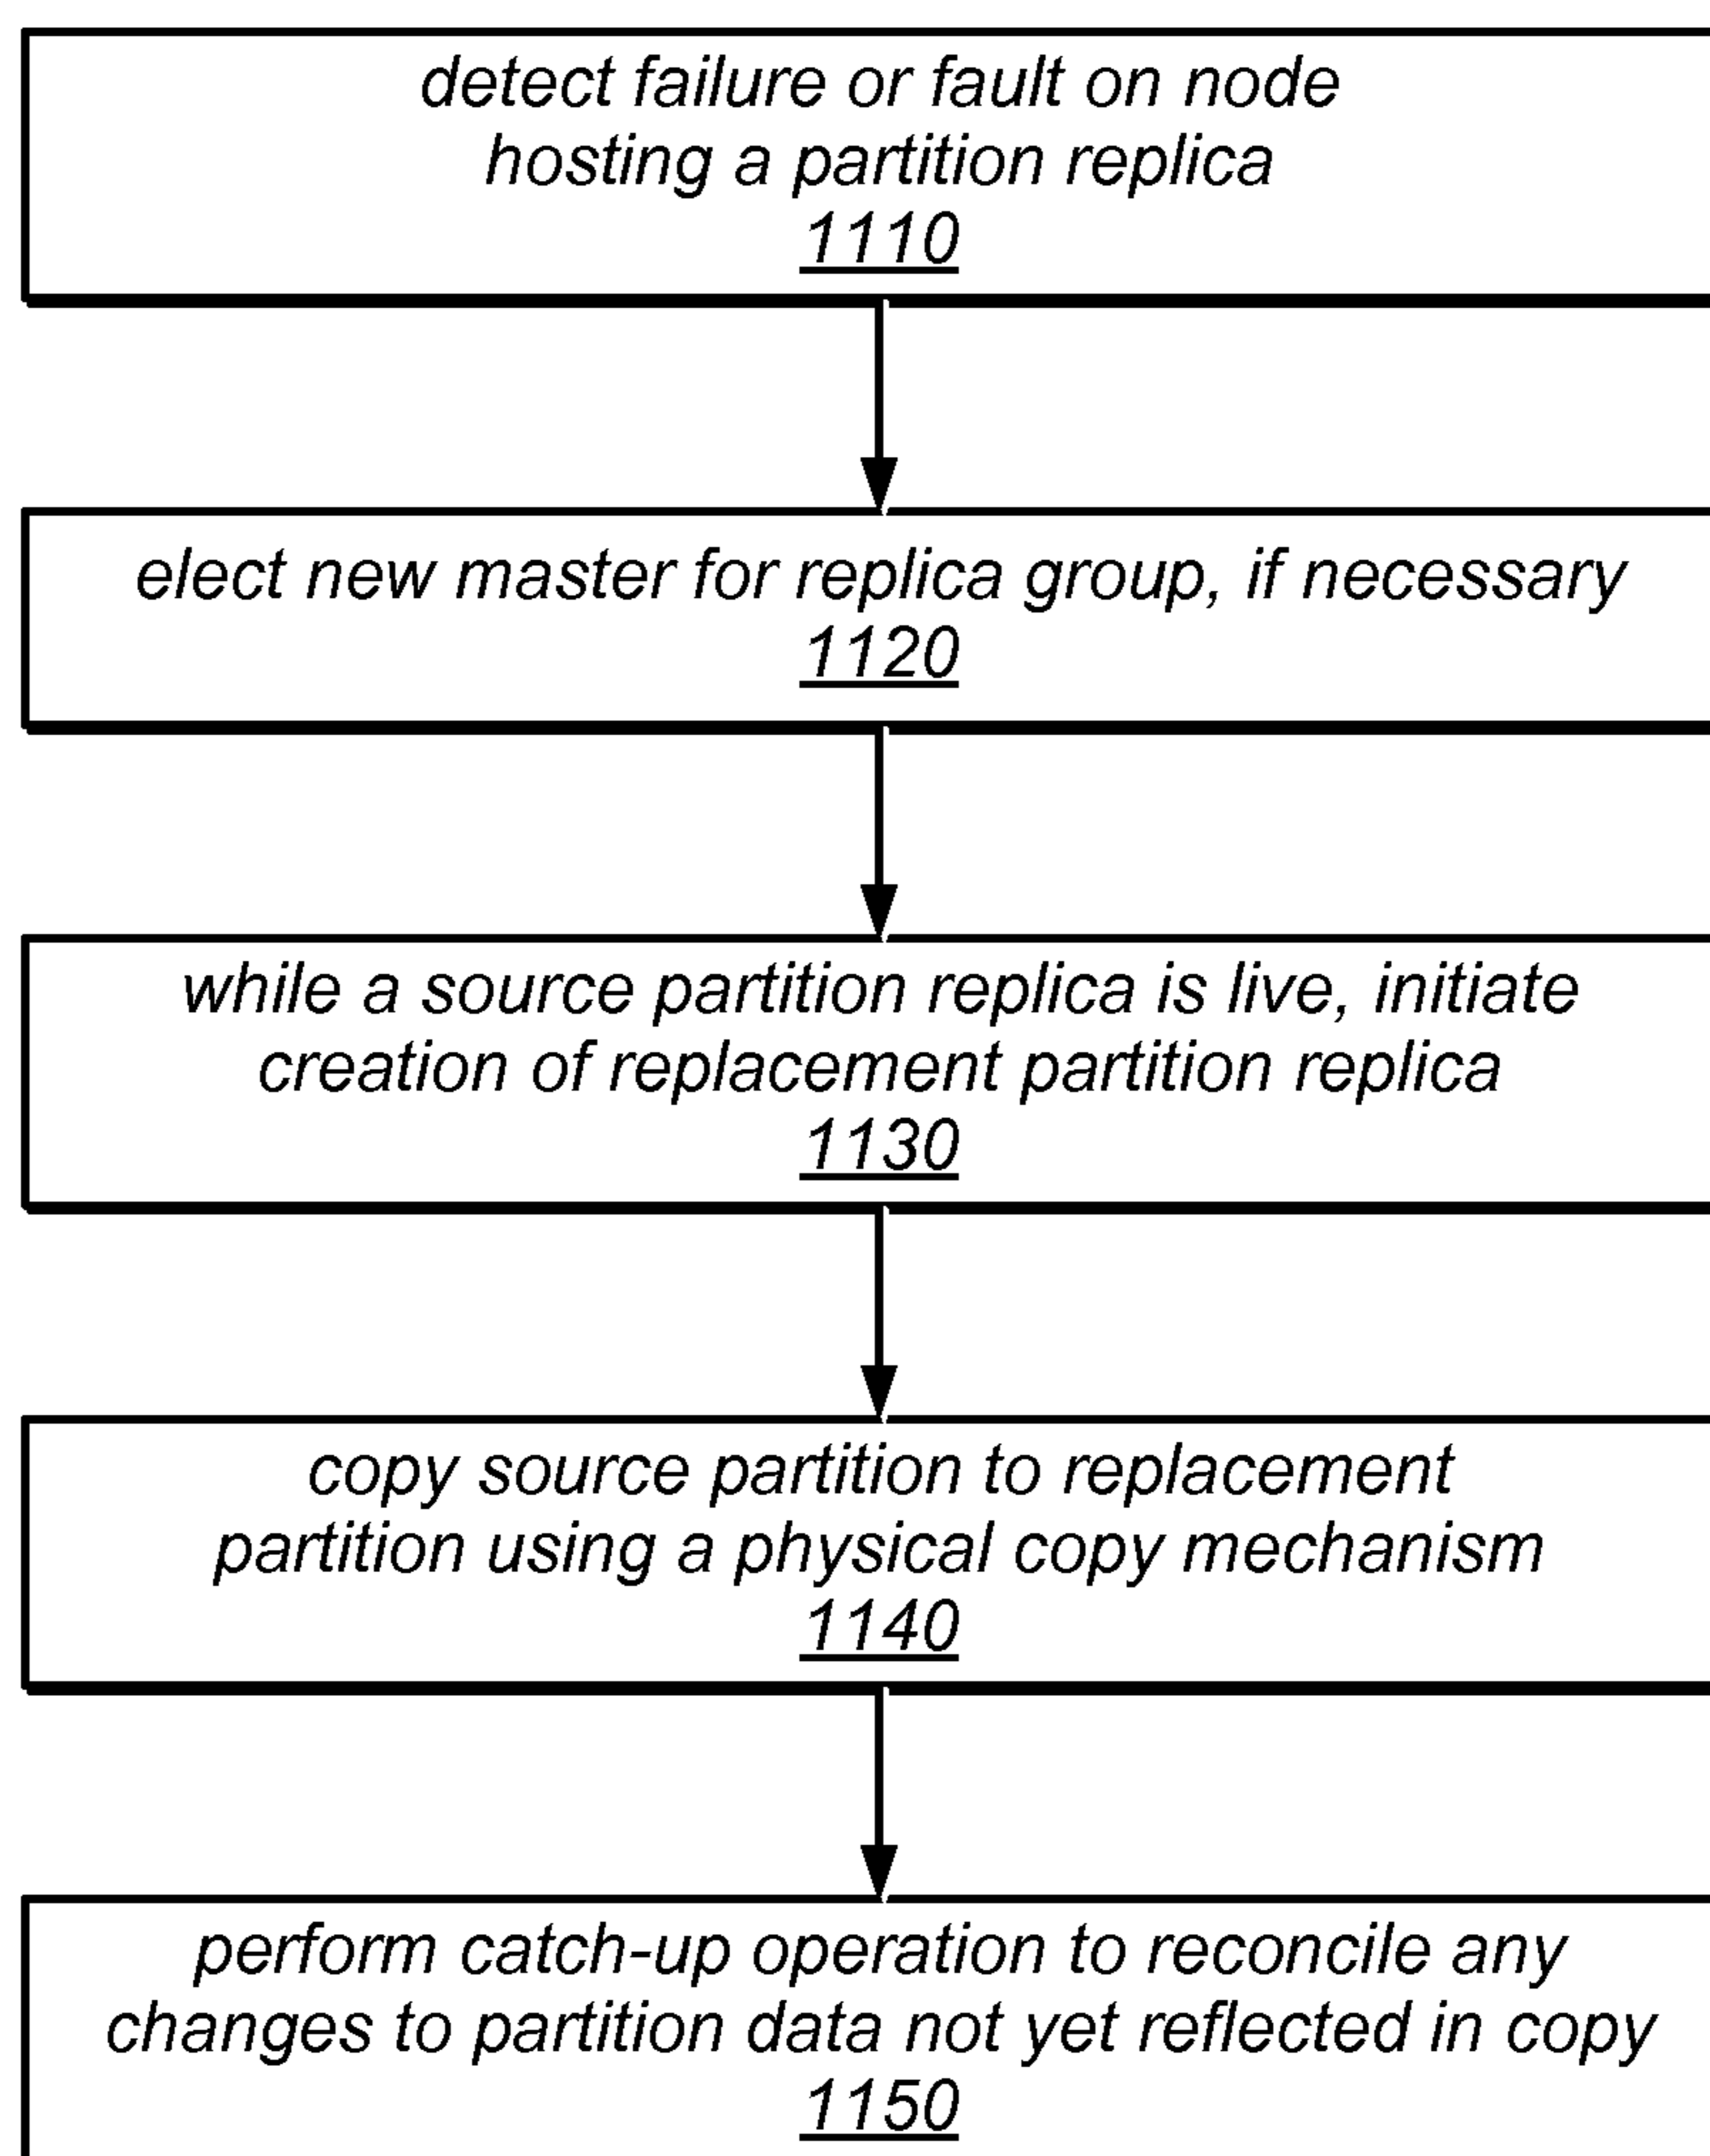 detect failure or fault on node
hosting a partition replica
1110
elect new master for replica group, if necessary
1120
while a source partition replica is live, initiate
creation of replacement partition replica
1130
copy source partition to replacement
partition using a physical copy mechanism
1140
perform catch-up operation to reconcile any
changes to partition data not yet reflected in copy
1150